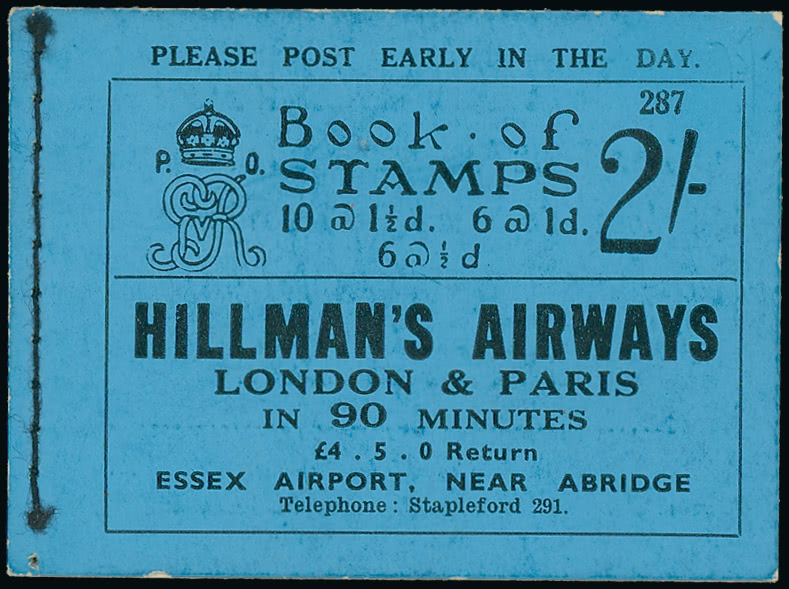 PLEASE POST EARLY IN THE DAY.
287
P. O.
Book · of
STAMPS
2/-
10 @ 1½d. 6 @ 1d.
6 @ ½d
HILLMAN'S AIRWAYS
LONDON & PARIS
IN 90 MINUTES
£4 . 5 . 0 Return
ESSEX AIRPORT, NEAR ABRIDGE
Telephone: Stapleford 291.